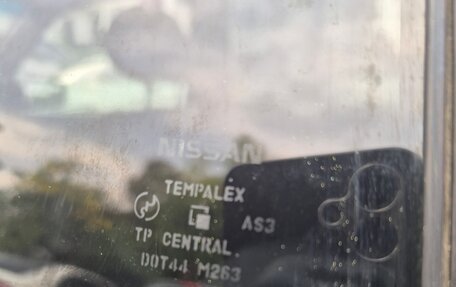 NISSAN
TEMPALEX
AS3
TP CENTRAL
DOT44 M263